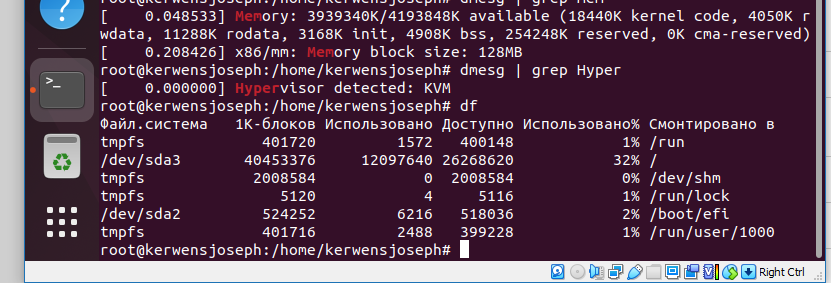 root@kerwensjoseph:/home/kerwensjoseph# dmesg | grep Mem
[    0.048533] Memory: 3939340K/4193848K available (18440K kernel code, 4050K r
wdata, 11288K rodata, 3168K init, 4908K bss, 254248K reserved, 0K cma-reserved)
[    0.208426] x86/mm: Memory block size: 128MB
root@kerwensjoseph:/home/kerwensjoseph# dmesg | grep Hyper
[    0.000000] Hypervisor detected: KVM
root@kerwensjoseph:/home/kerwensjoseph# df
Файл.система   1K-блоков Использовано Доступно Использовано% Смонтировано в
tmpfs             401720         1572   400148            1% /run
/dev/sda3       40453376     12097640 26268620           32% /
tmpfs            2008584            0  2008584            0% /dev/shm
tmpfs               5120            4     5116            1% /run/lock
/dev/sda2         524252         6216   518036            2% /boot/efi
tmpfs             401716         2488   399228            1% /run/user/1000
root@kerwensjoseph:/home/kerwensjoseph#
Right Ctrl